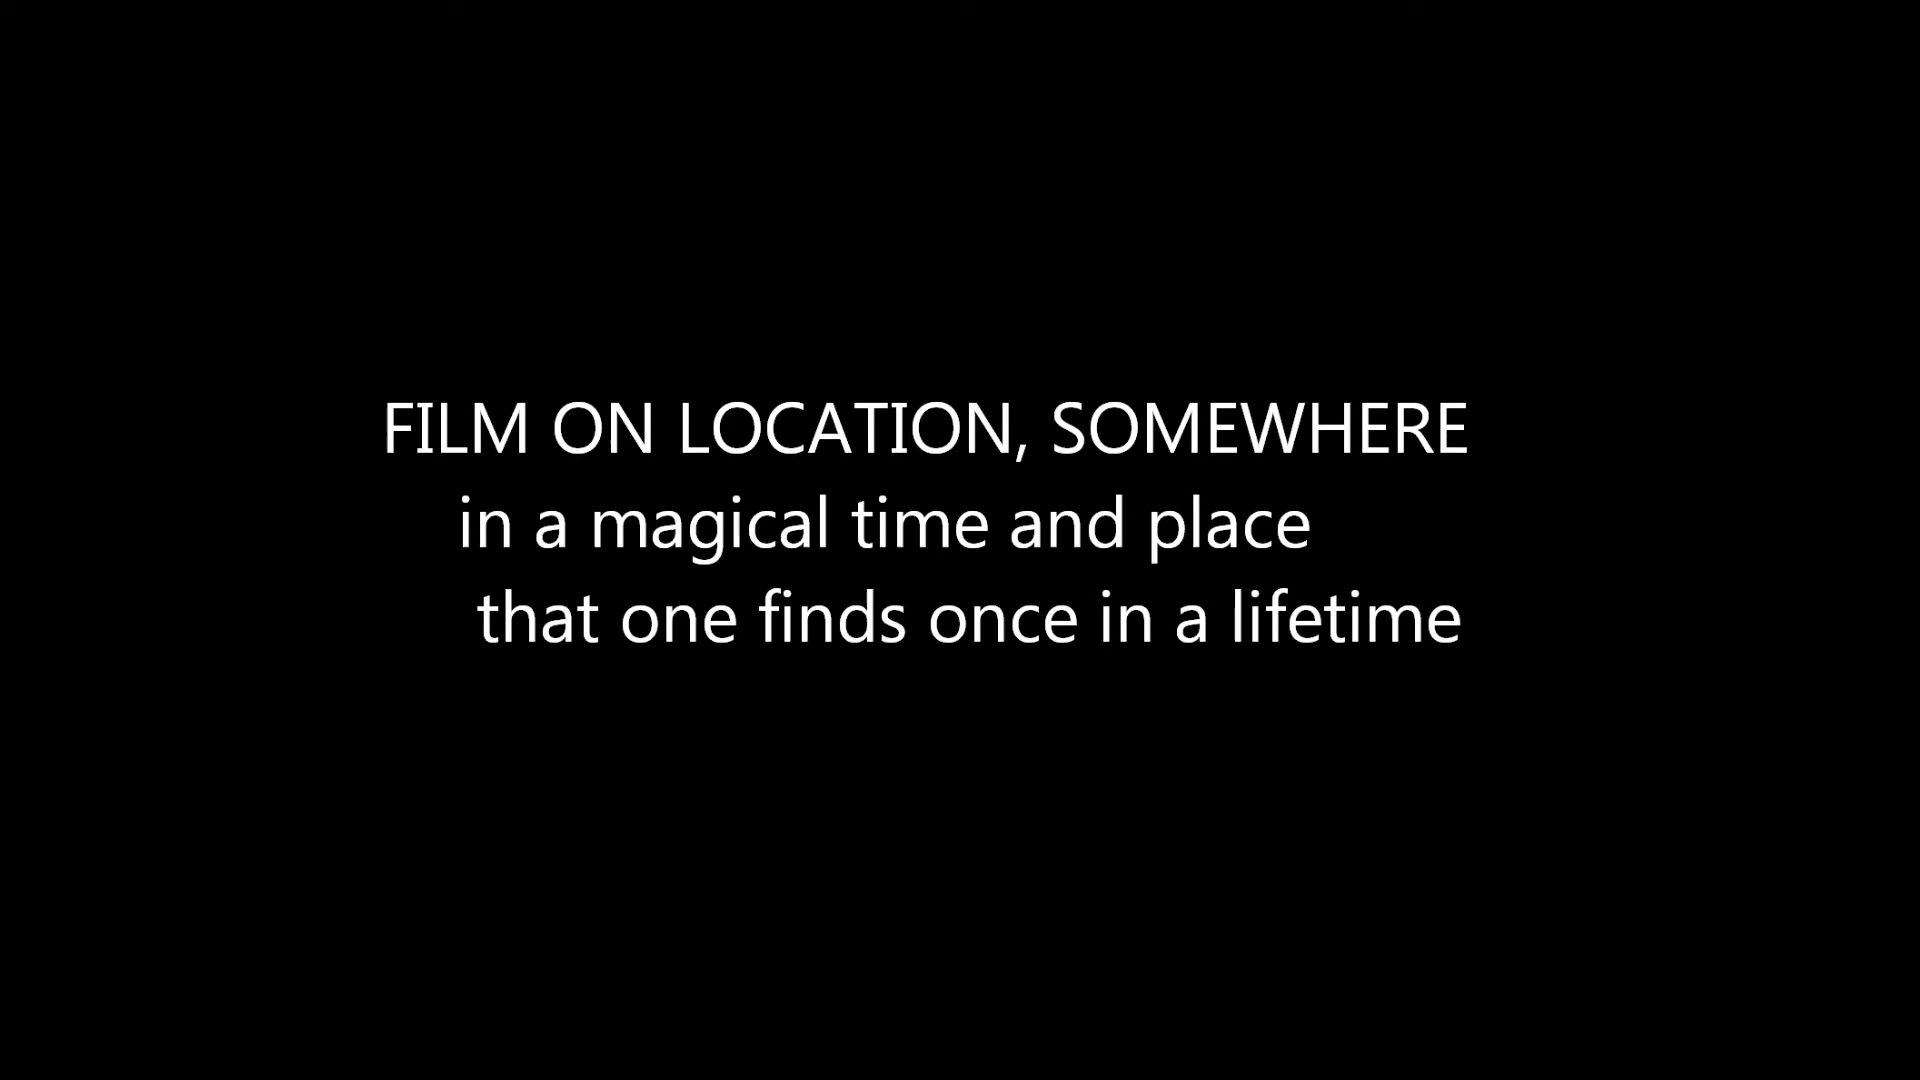 FILM ON LOCATION, SOMEWHERE
in a magical time and place
that one finds once in a lifetime